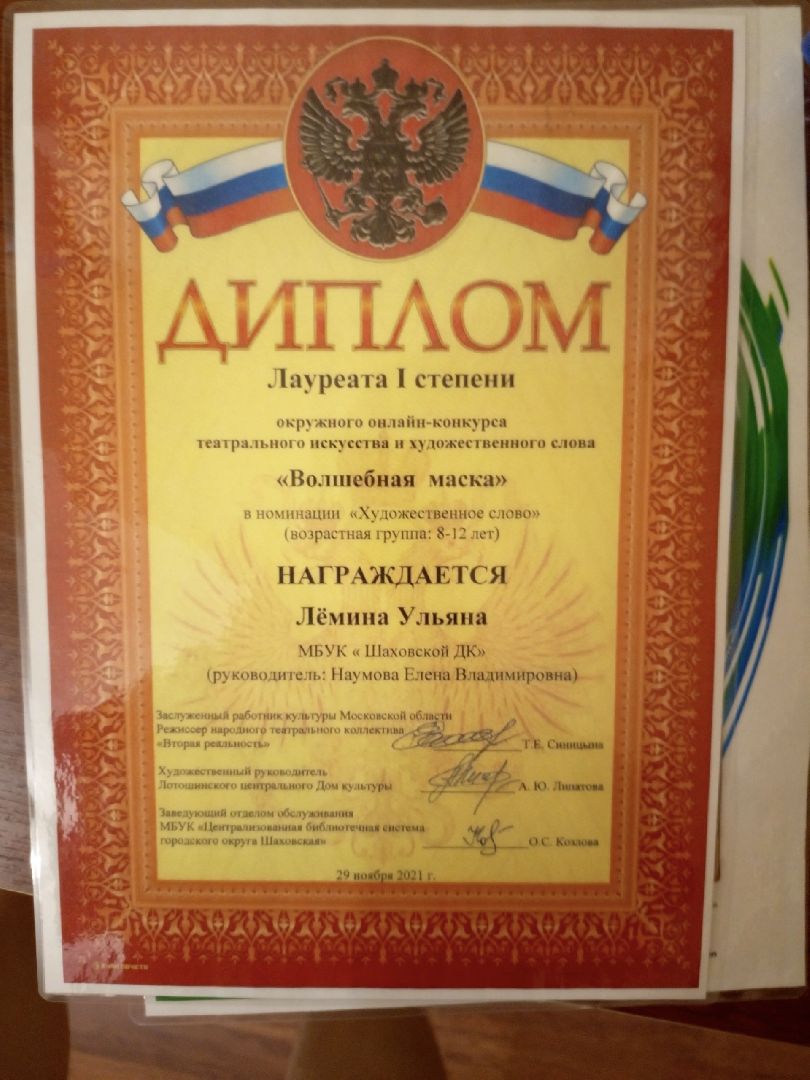 ДИПЛОМ
Лауреата I степени
окружного онлайн-конкурса
театрального искусства и художественного слова
«Волшебная маска»
в номинации «Художественное слово»
(возрастная группа: 8-12 лет)
НАГРАЖДАЕТСЯ
Лёмина Ульяна
МБУК « Шаховской ДК»
(руководитель: Наумова Елена Владимировна)
Заслуженный работник культуры Московской области
Режиссер народного театрального коллектива
«Вторая реальность» Т.Е. Синицына
Художественный руководитель
Лотошинского центрального Дом культуры А. Ю. Липатова
Заведующий отделом обслуживания
МБУК «Централизованная библиотечная система
городского округа Шаховская» О.С. Козлова
29 ноября 2021 г.